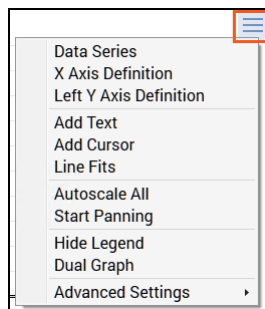 Data Series
X Axis Definition
Left Y Axis Definition
Add Text
Add Cursor
Line Fits
Autoscale All
Start Panning
Hide Legend
Dual Graph
Advanced Settings